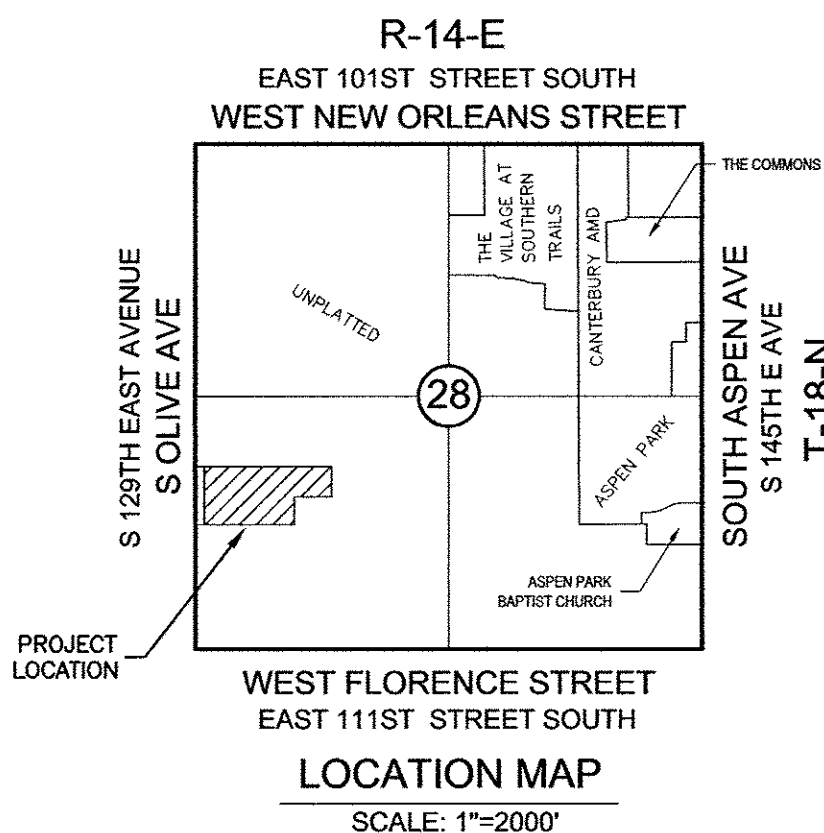 R-14-E
EAST 101ST STREET SOUTH
WEST NEW ORLEANS STREET
THE COMMONS
THE
VILLAGE AT
SOUTHERN
TRAILS
CANTERBURY AMD
UNPLATTED
S 129TH EAST AVENUE
S OLIVE AVE
28
SOUTH ASPEN AVE
S 145TH E AVE
T-18-N
ASPEN PARK
ASPEN PARK
BAPTIST CHURCH
PROJECT
LOCATION
WEST FLORENCE STREET
EAST 111ST STREET SOUTH
LOCATION MAP
SCALE: 1"=2000'